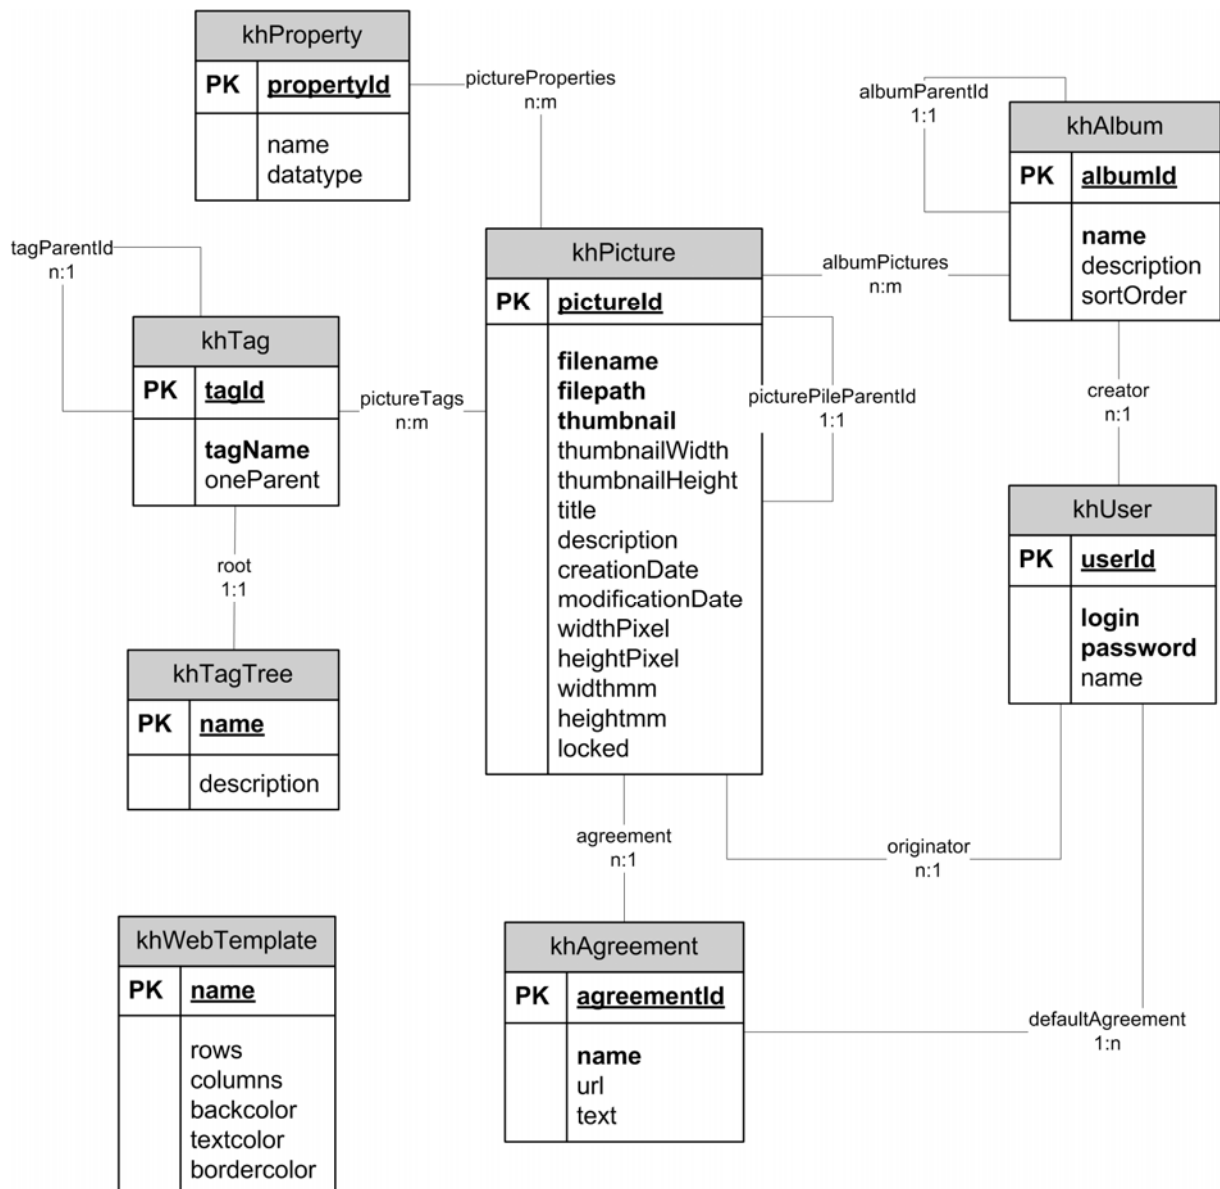 khProperty
PK propertyId
name
datatype
pictureProperties
n:m
albumParentId
1:1
khAlbum
PK albumId
name
description
sortOrder
tagParentId
n:1
khTag
PK tagId
tagName
oneParent
pictureTags
n:m
khPicture
PK pictureId
filename
filepath
thumbnail
thumbnailWidth
thumbnailHeight
title
description
creationDate
modificationDate
widthPixel
heightPixel
widthmm
heightmm
locked
albumPictures
n:m
picturePileParentId
1:1
creator
n:1
khUser
PK userId
login
password
name
root
1:1
khTagTree
PK name
description
agreement
n:1
originator
n:1
khWebTemplate
PK name
rows
columns
backcolor
textcolor
bordercolor
khAgreement
PK agreementId
name
url
text
defaultAgreement
1:n